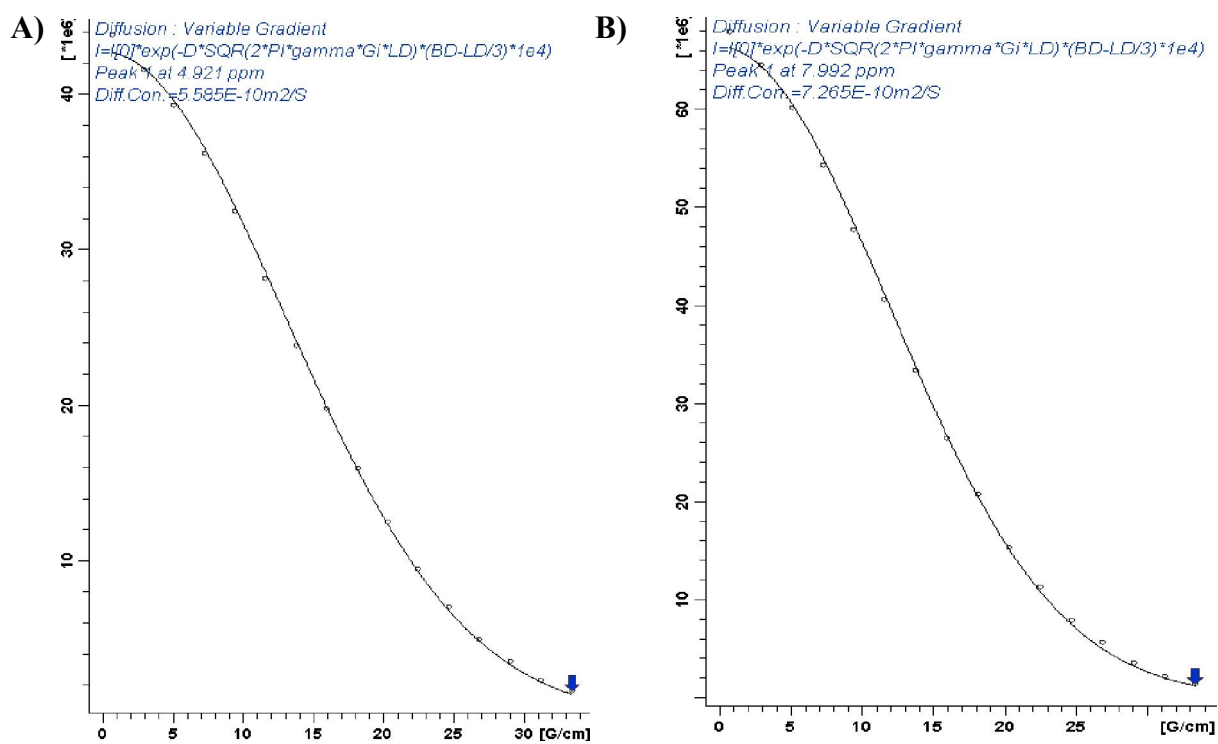 A)
Diffusion : Variable Gradient
I=I[0]*exp(-D*SQR(2*PI*gamma*Gi*LD)*(BD-LD/3)*1e4)
Peak 1 at 4.921 ppm
Diff.Con.=5.585E-10m2/S
[*1e6]
40
30
20
10
0 5 10 15 20 25 30 [G/cm]
B)
Diffusion : Variable Gradient
I=I[0]*exp(-D*SQR(2*PI*gamma*Gi*LD)*(BD-LD/3)*1e4)
Peak 1 at 7.992 ppm
Diff.Con.=7.265E-10m2/S
[*1e6]
60
50
40
30
20
10
0 5 10 15 20 25 [G/cm]